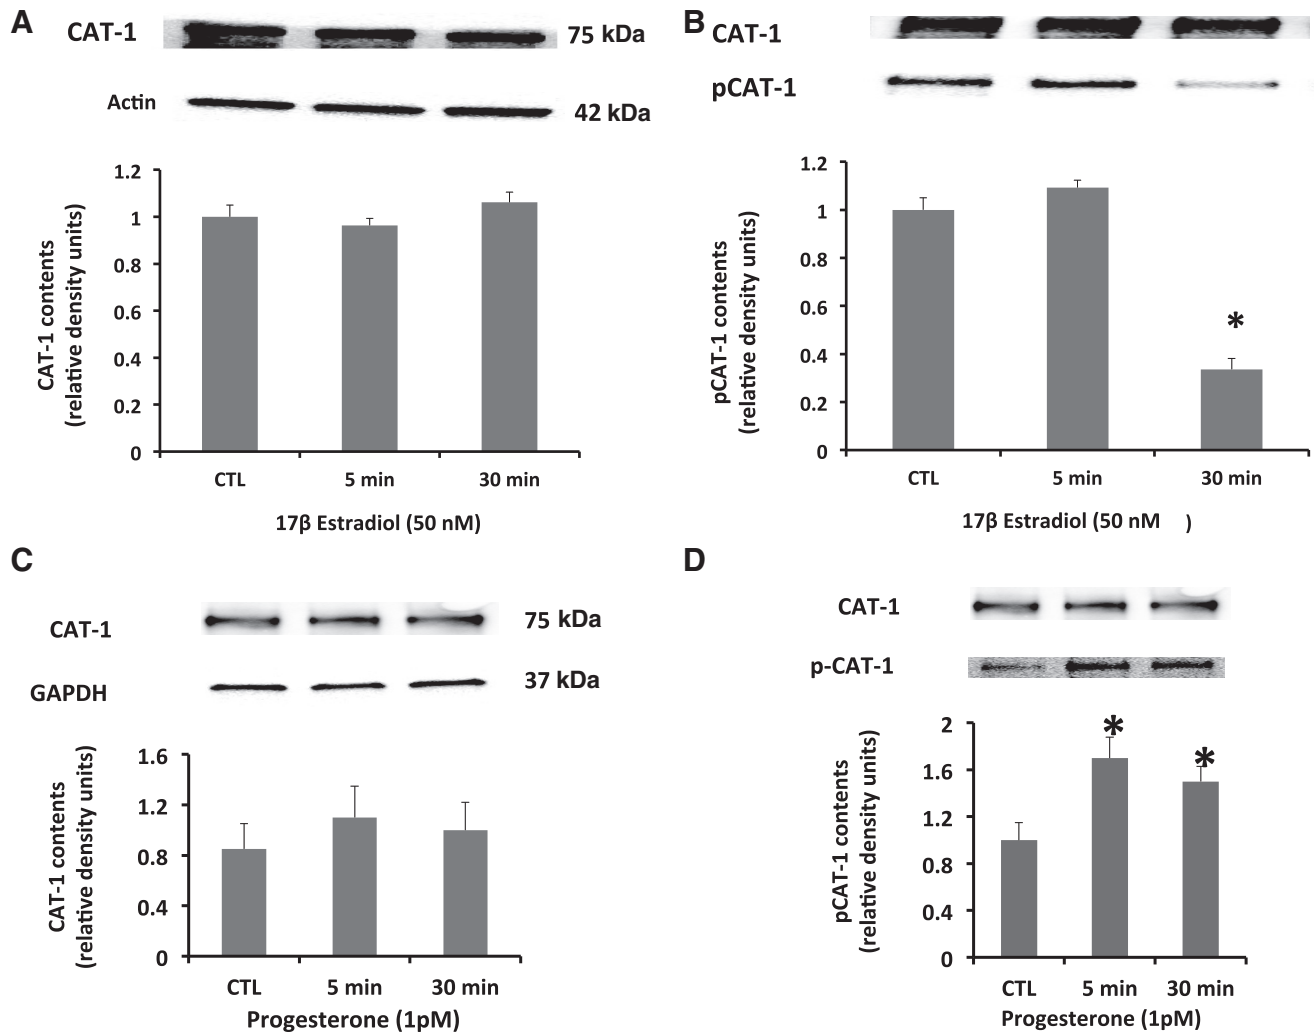 A
CAT-1
75 kDa
Actin
42 kDa
CAT-1 contents
(relative density units)
1.2
1
0.8
0.6
0.4
0.2
0
CTL
5 min
30 min
17β Estradiol (50 nM)
B
CAT-1
pCAT-1
pCAT-1 contents
(relative density units)
1.2
1
0.8
0.6
0.4
0.2
0
*
CTL
5 min
30 min
17β Estradiol (50 nM )
C
CAT-1
75 kDa
GAPDH
37 kDa
CAT-1 contents
(relative density units)
1.6
1.2
0.8
0.4
0
CTL
5 min
30 min
Progesterone (1pM)
D
CAT-1
p-CAT-1
pCAT-1 contents
(relative density units)
2
1.6
1.2
0.8
0.4
0
*
*
CTL
5 min
30 min
Progesterone (1pM)